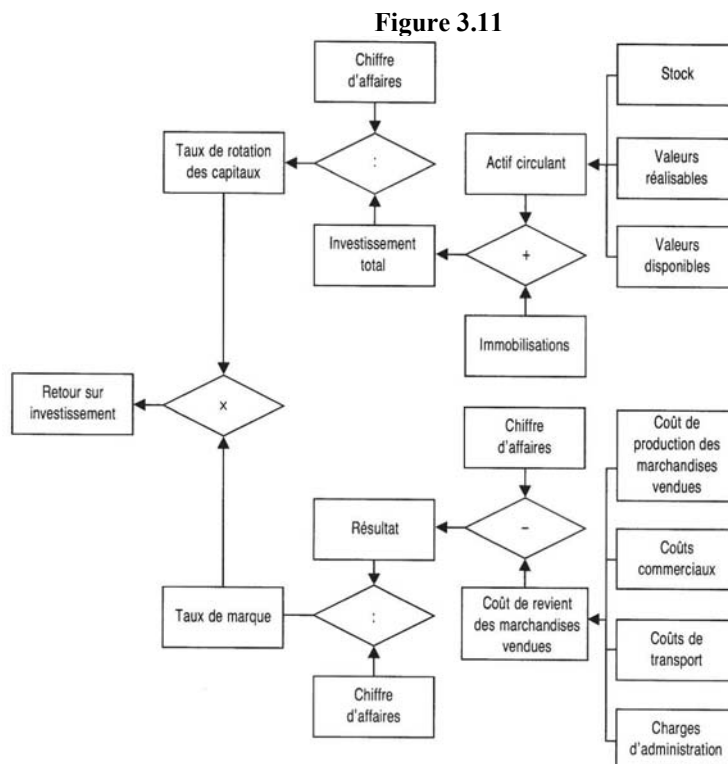 Figure 3.11
Chiffre
d'affaires
Stock
Taux de rotation
des capitaux
:
Actif circulant
Valeurs
réalisables
Investissement
total
+
Valeurs
disponibles
Immobilisations
Retour sur
investissement
x
Chiffre
d'affaires
Coût de
production des
marchandises
vendues
Résultat
–
Coûts
commerciaux
Taux de marque
:
Coût de revient
des marchandises
vendues
Coûts de
transport
Chiffre
d'affaires
Charges
d'administration